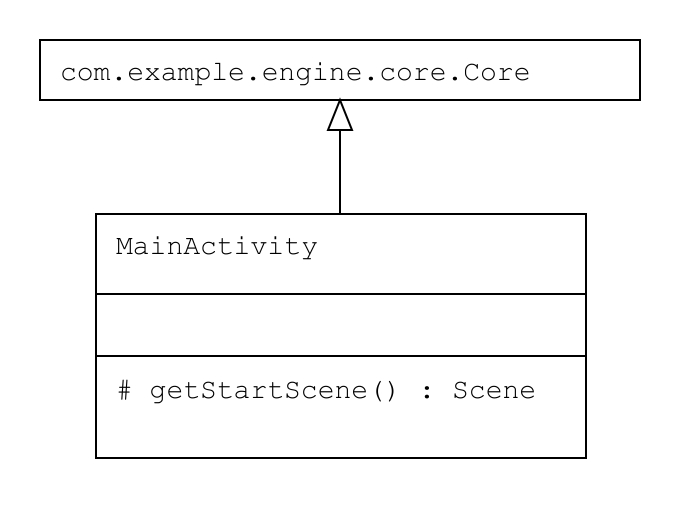 com.example.engine.core.Core
MainActivity
# getStartScene() : Scene